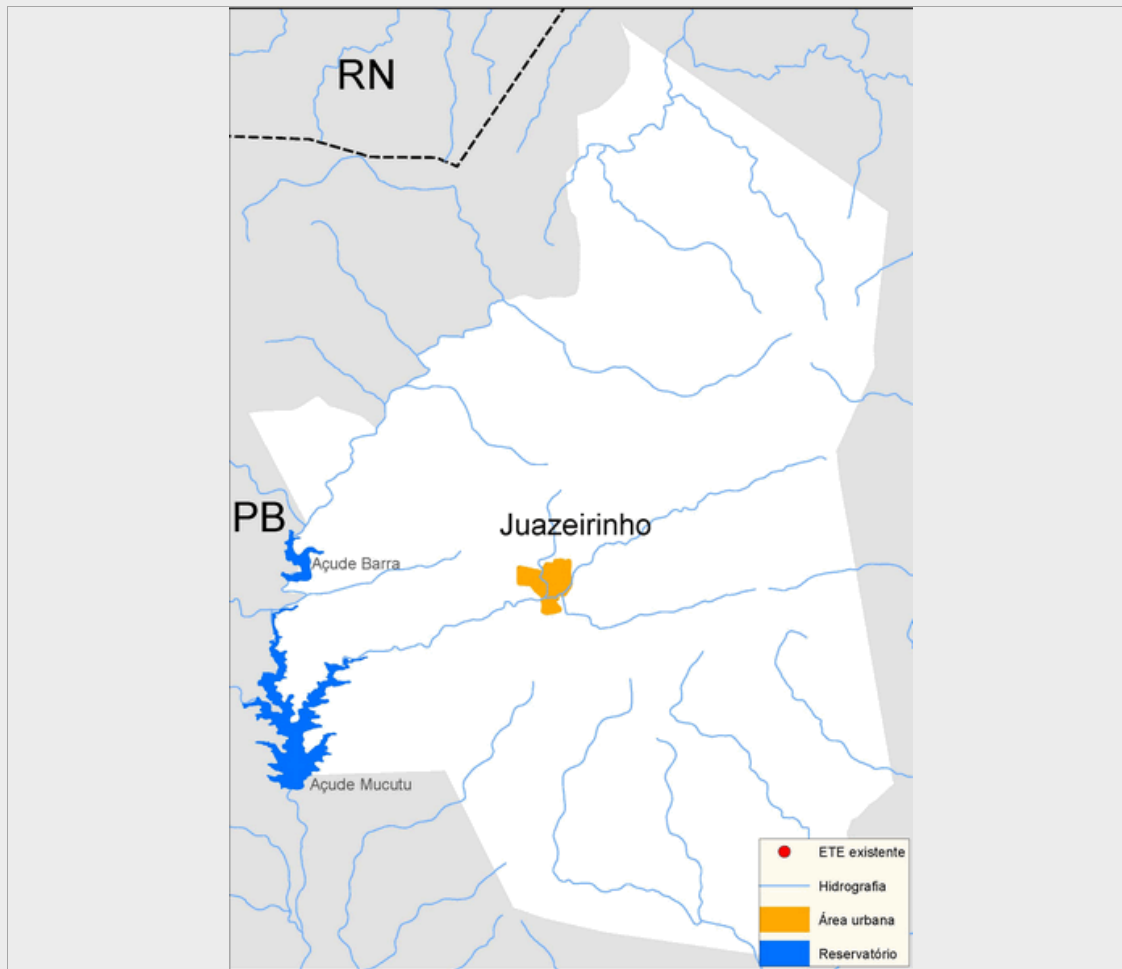 RN
PB
Juazeirinho
Açude Barra
Açude Mucutu
ETE existente
Hidrografia
Área urbana
Reservatório